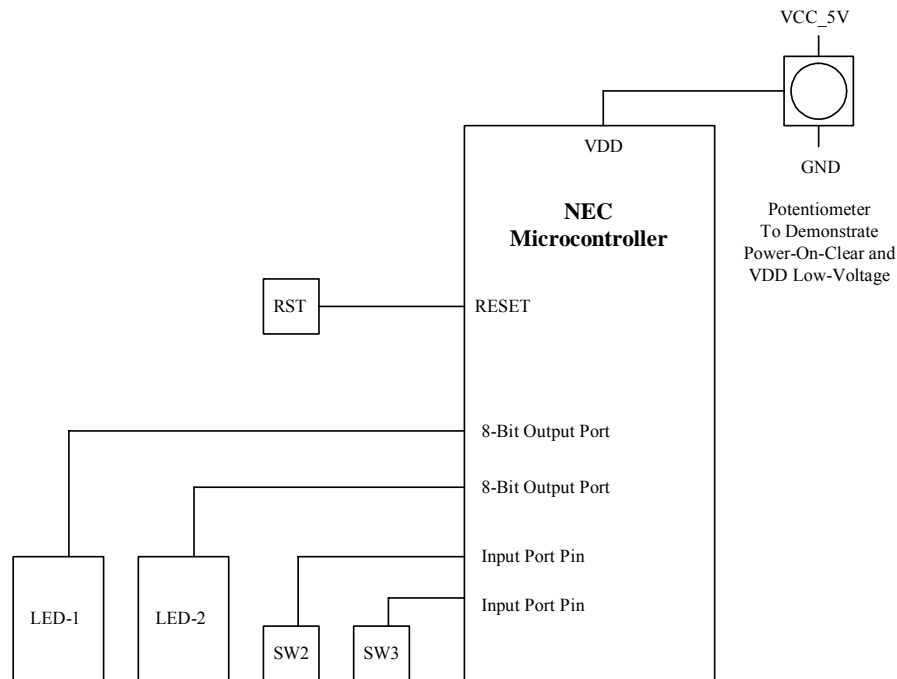 VCC_5V
VDD
GND
NEC
Microcontroller
Potentiometer
To Demonstrate
Power-On-Clear and
VDD Low-Voltage
RST
RESET
8-Bit Output Port
8-Bit Output Port
Input Port Pin
Input Port Pin
LED-1
LED-2
SW2
SW3